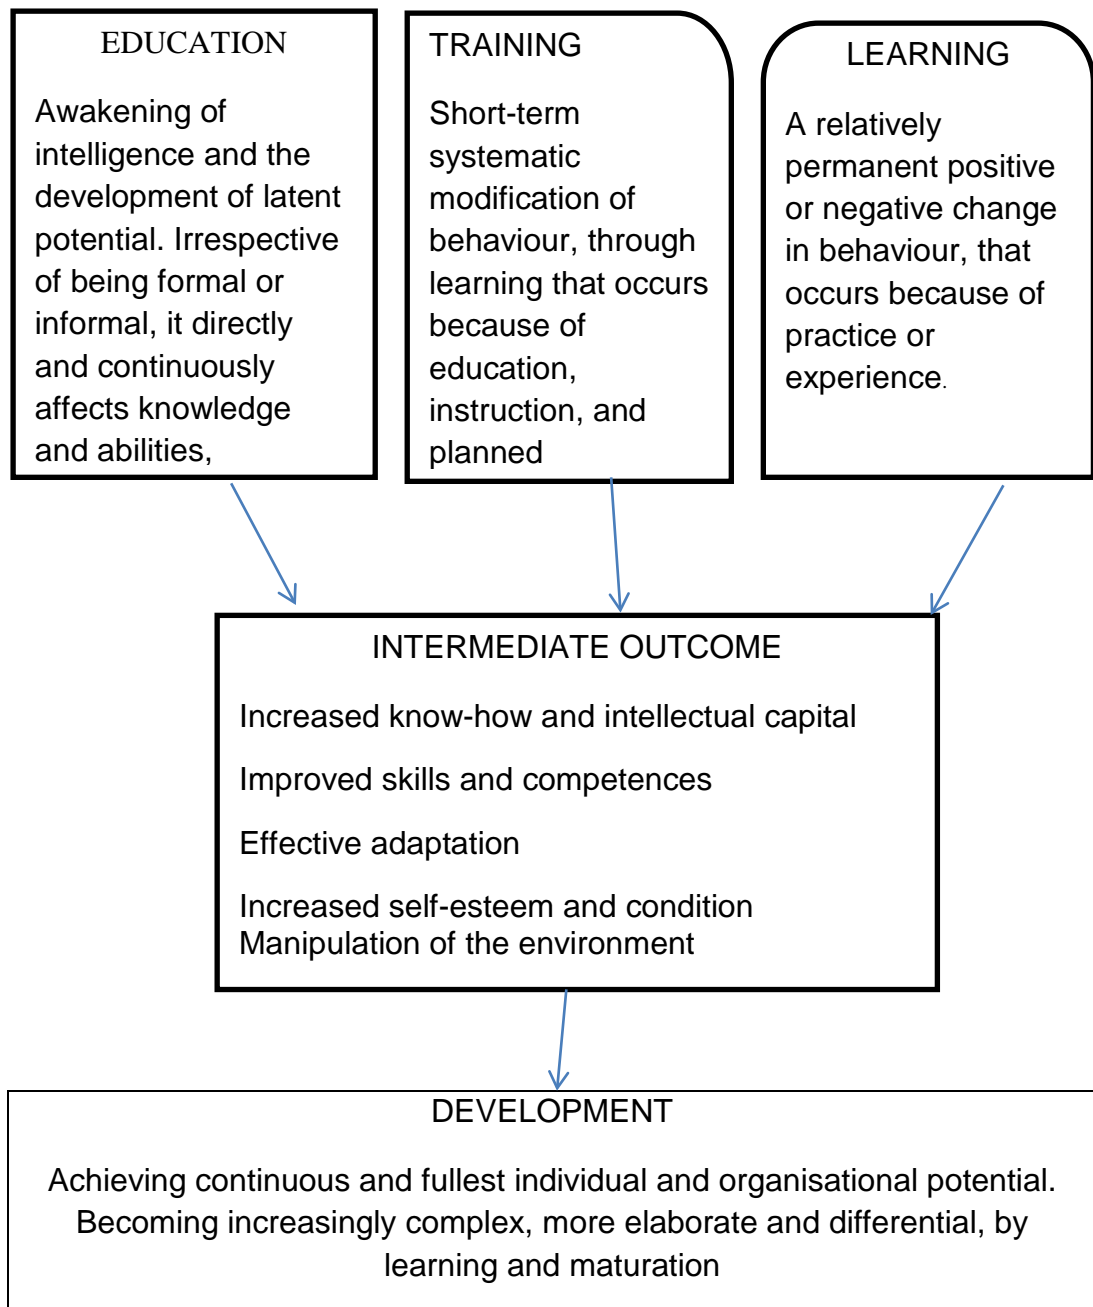 EDUCATION
Awakening of
intelligence and the
development of latent
potential. Irrespective
of being formal or
informal, it directly
and continuously
affects knowledge
and abilities,
TRAINING
Short-term
systematic
modification of
behaviour, through
learning that occurs
because of
education,
instruction, and
planned
LEARNING
A relatively
permanent positive
or negative change
in behaviour, that
occurs because of
practice or
experience.
INTERMEDIATE OUTCOME
Increased know-how and intellectual capital
Improved skills and competences
Effective adaptation
Increased self-esteem and condition
Manipulation of the environment
DEVELOPMENT
Achieving continuous and fullest individual and organisational potential.
Becoming increasingly complex, more elaborate and differential, by
learning and maturation